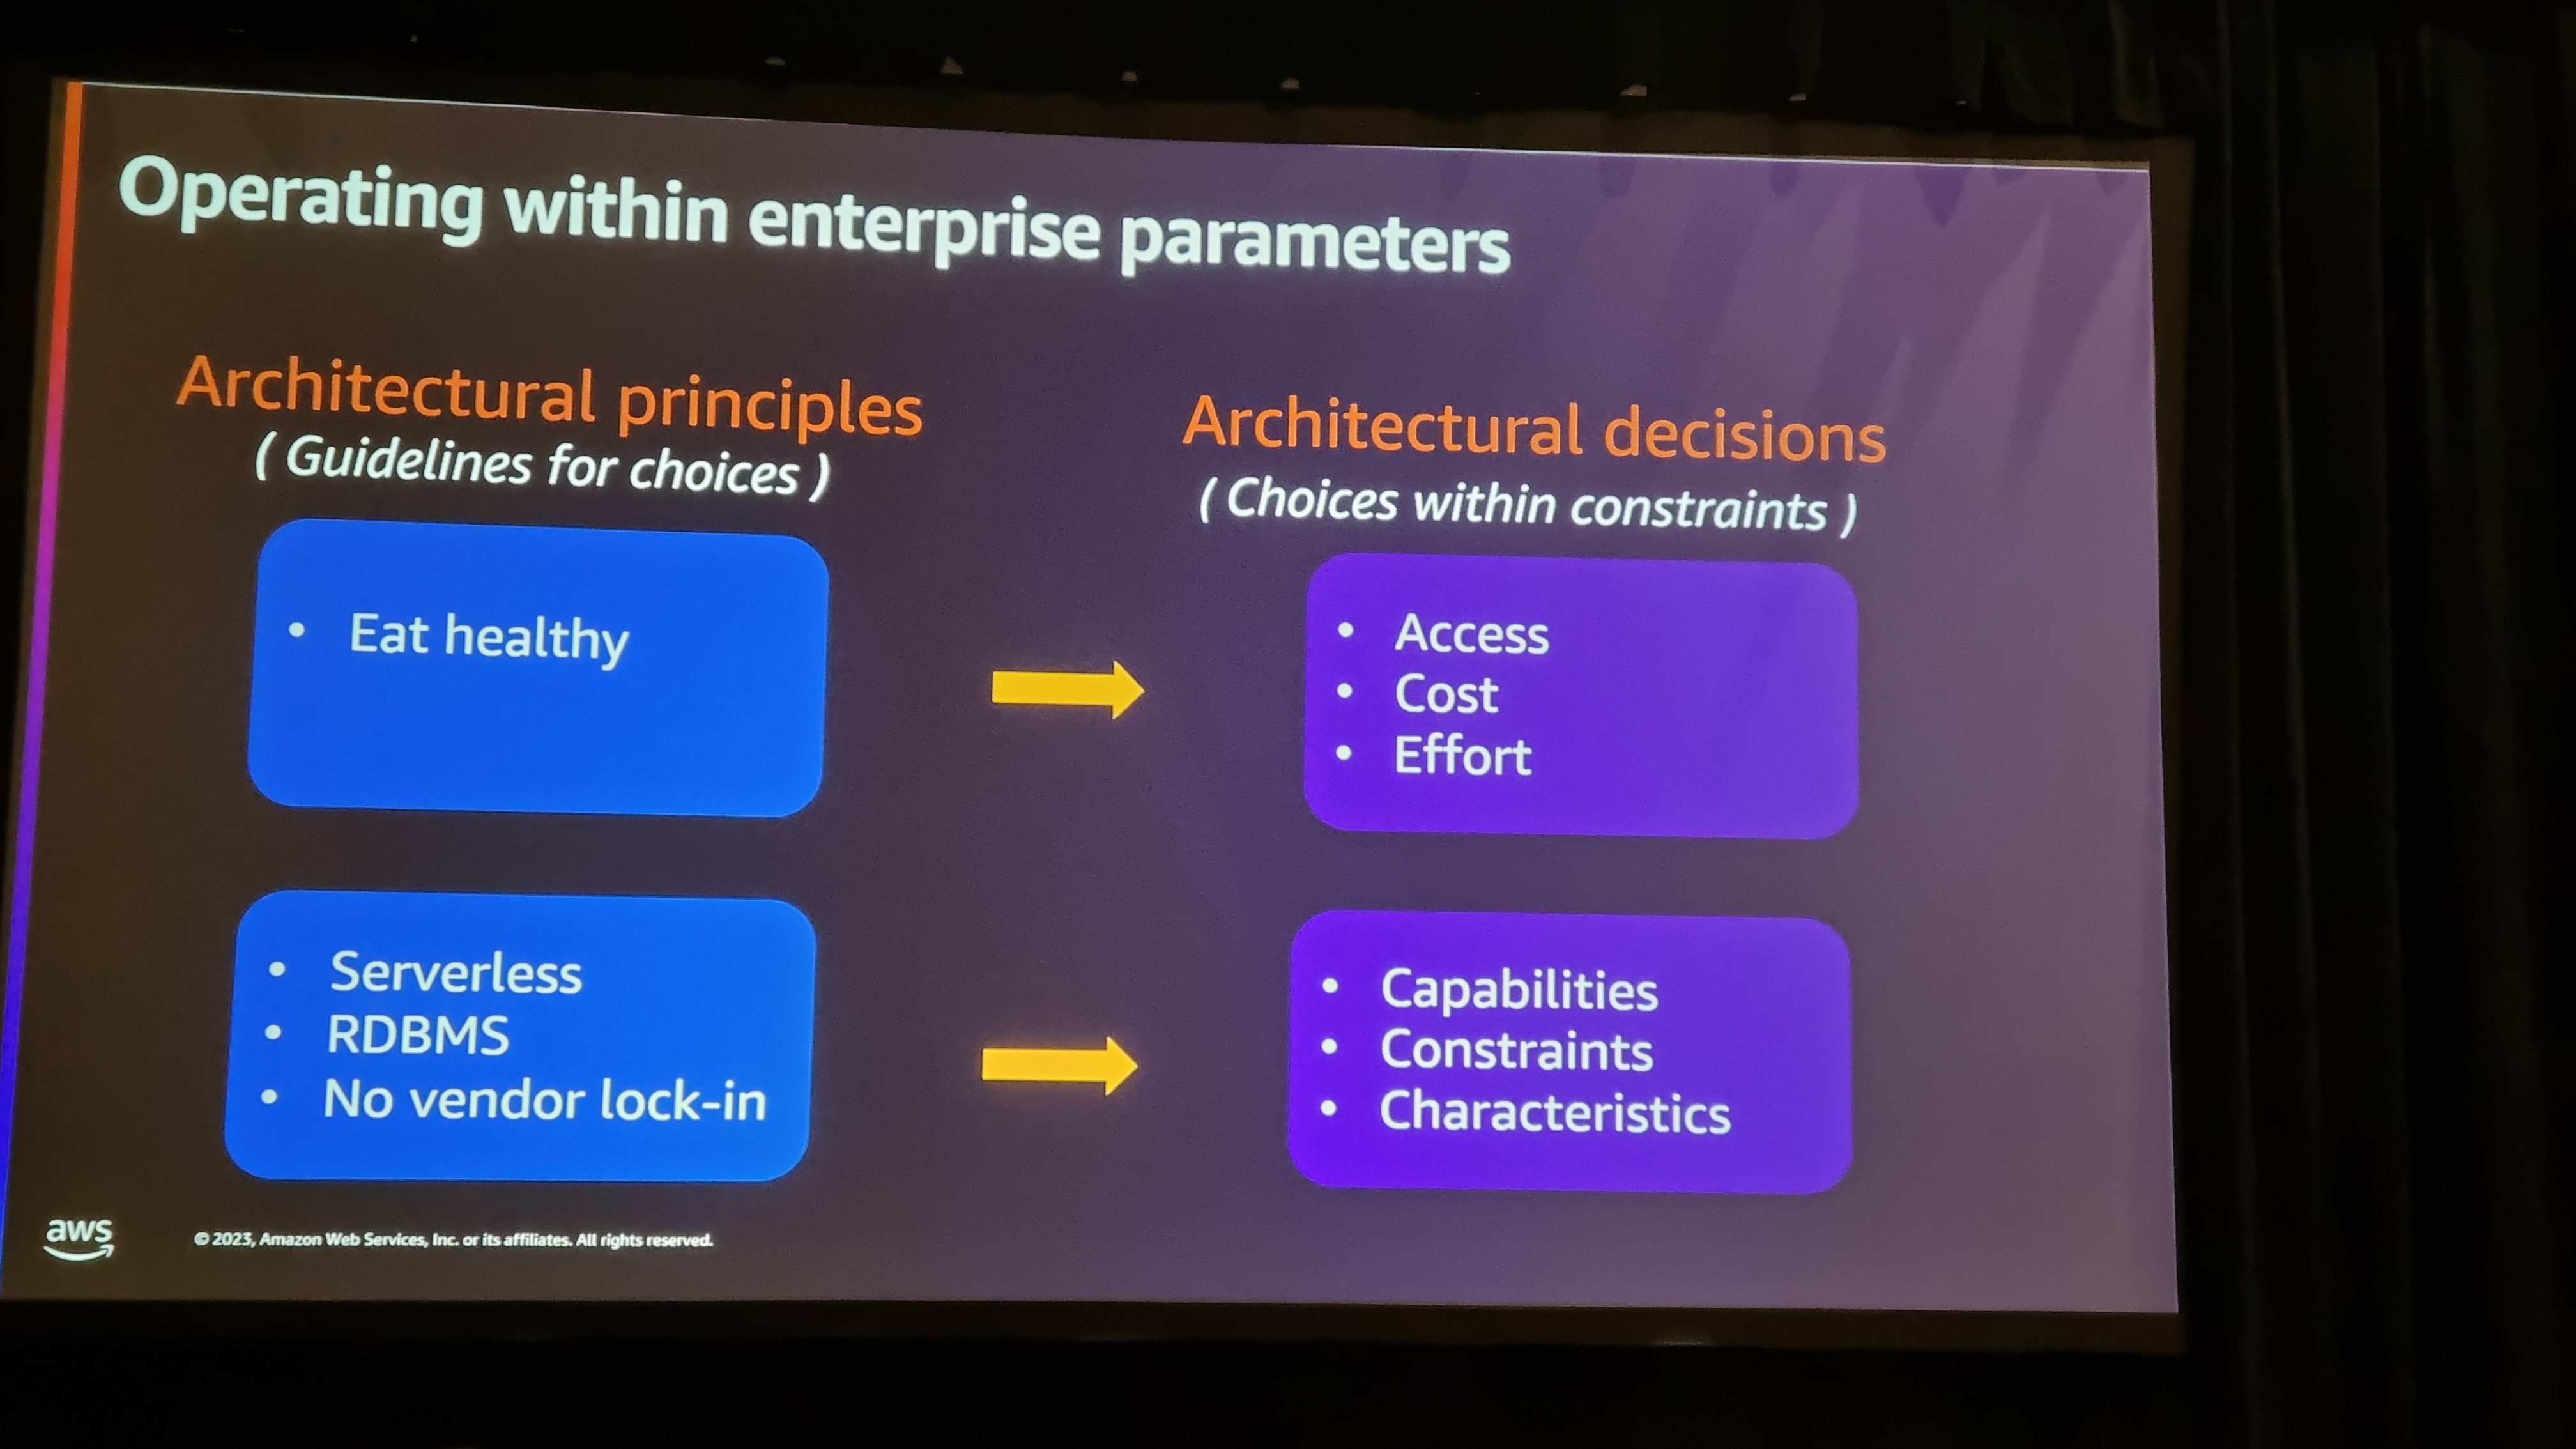 Operating within enterprise parameters
Architectural principles
( Guidelines for choices )
• Eat healthy
• Serverless
• RDBMS
• No vendor lock-in
Architectural decisions
( Choices within constraints )
• Access
• Cost
• Effort
• Capabilities
• Constraints
• Characteristics
aws
© 2023, Amazon Web Services, Inc. or its affiliates. All rights reserved.